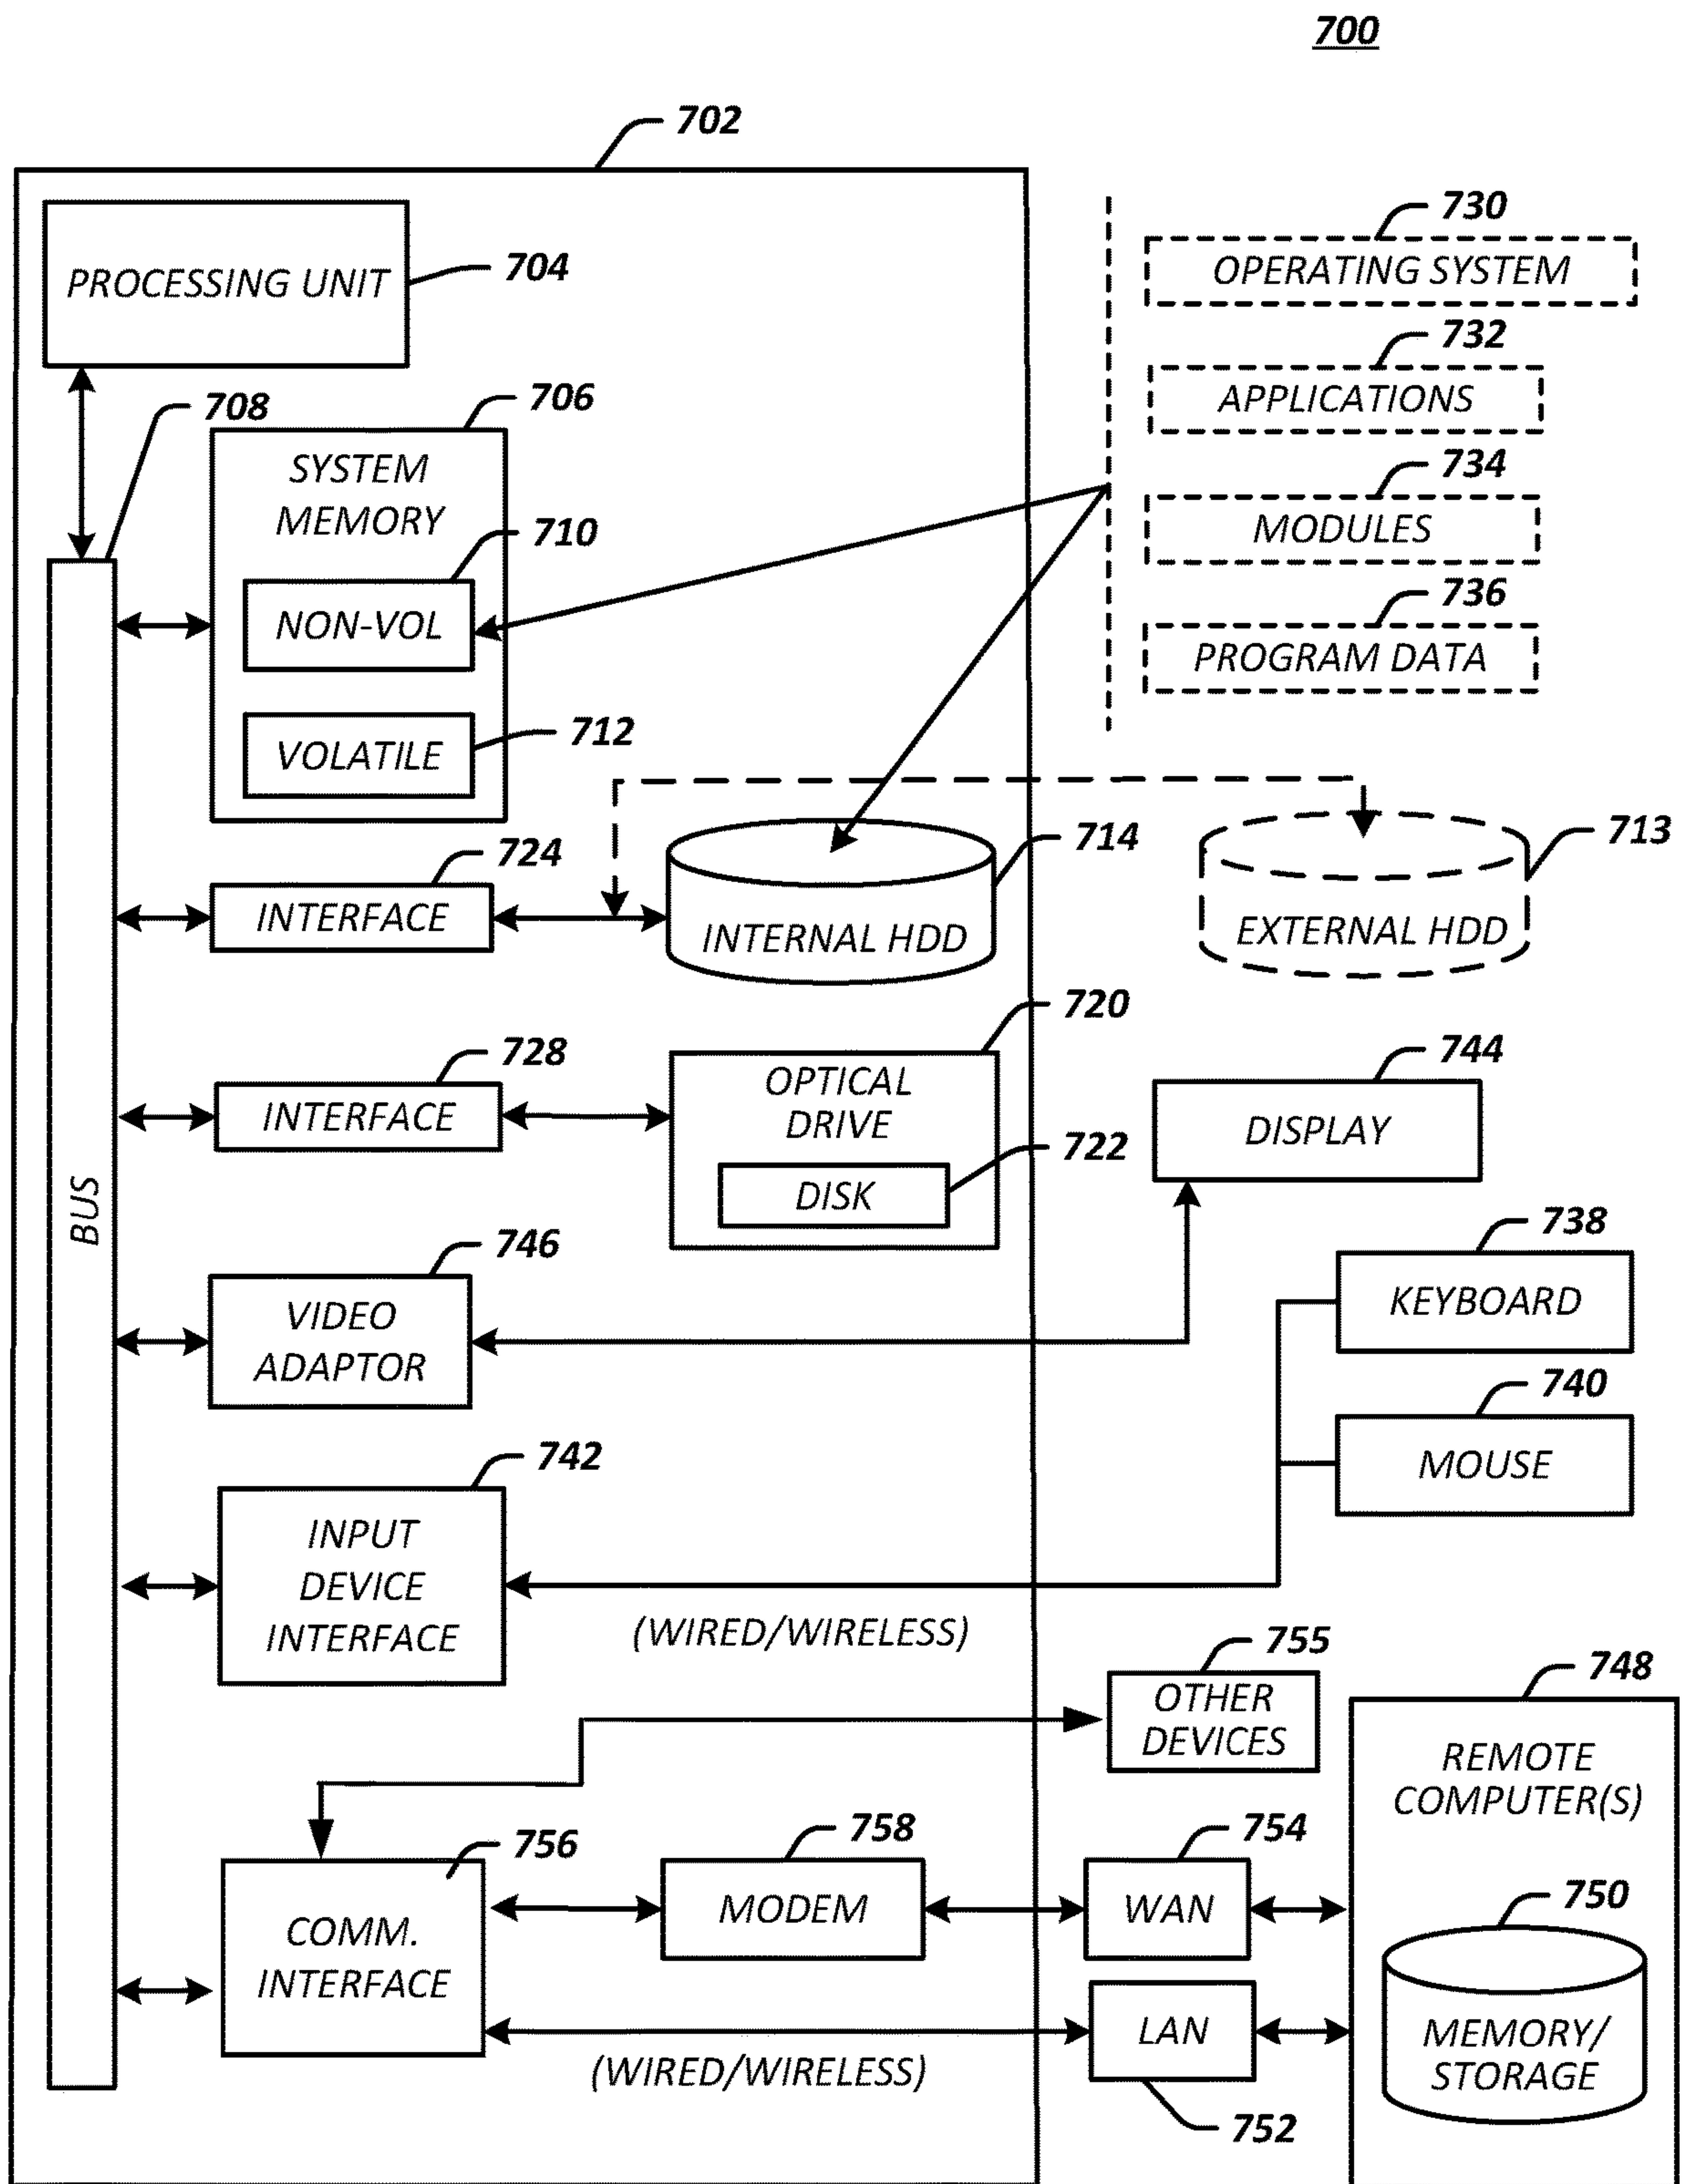 700
702
PROCESSING UNIT
704
730
OPERATING SYSTEM
732
APPLICATIONS
734
MODULES
736
PROGRAM DATA
708
706
SYSTEM
MEMORY
710
NON-VOL
712
VOLATILE
724
INTERFACE
714
INTERNAL HDD
713
EXTERNAL HDD
720
728
INTERFACE
OPTICAL
DRIVE
722
DISK
744
DISPLAY
BUS
746
VIDEO
ADAPTOR
738
KEYBOARD
740
MOUSE
742
INPUT
DEVICE
INTERFACE
(WIRED/WIRELESS)
755
OTHER
DEVICES
748
REMOTE
COMPUTER(S)
756
COMM.
INTERFACE
758
MODEM
754
WAN
750
MEMORY/
STORAGE
LAN
(WIRED/WIRELESS)
752